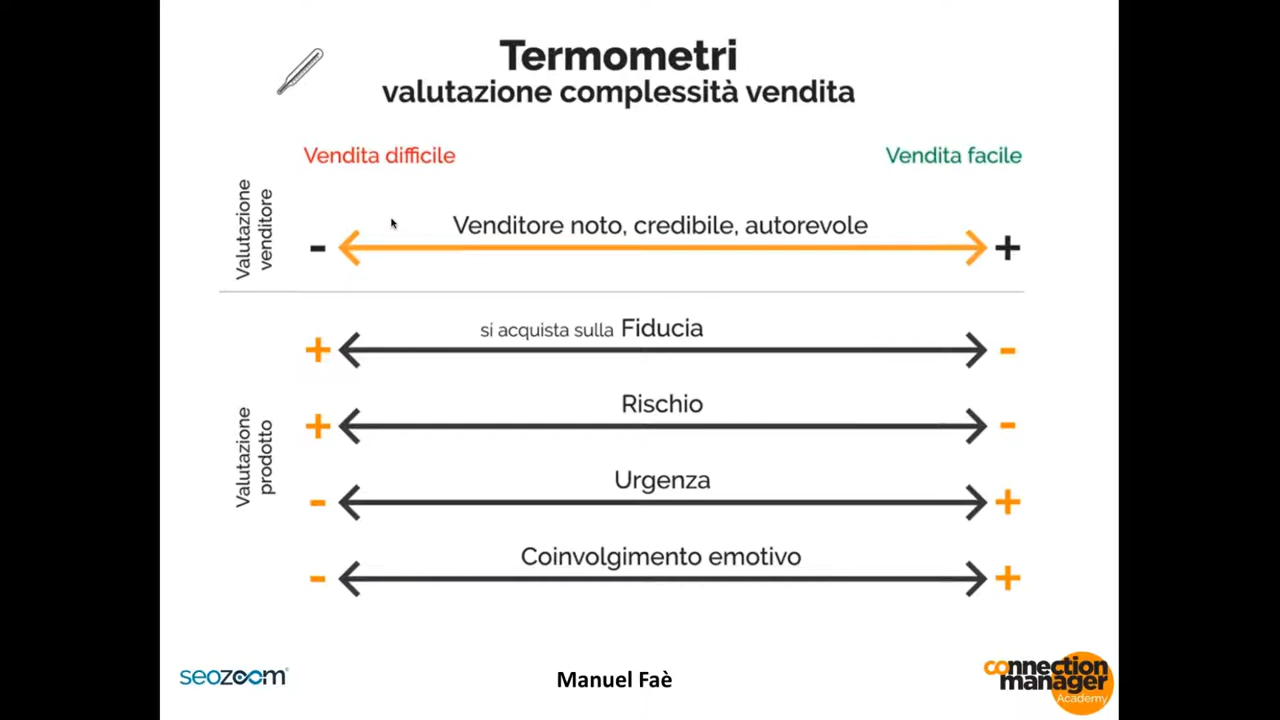 Termometri
valutazione complessità vendita
Vendita difficile
Vendita facile
Valutazione
venditore
Venditore noto, credibile, autorevole
- +
si acquista sulla Fiducia
+ -
Valutazione
prodotto
Rischio
+ -
Urgenza
- +
Coinvolgimento emotivo
- +
seozoom®
Manuel Faè
connection
manager
Academy